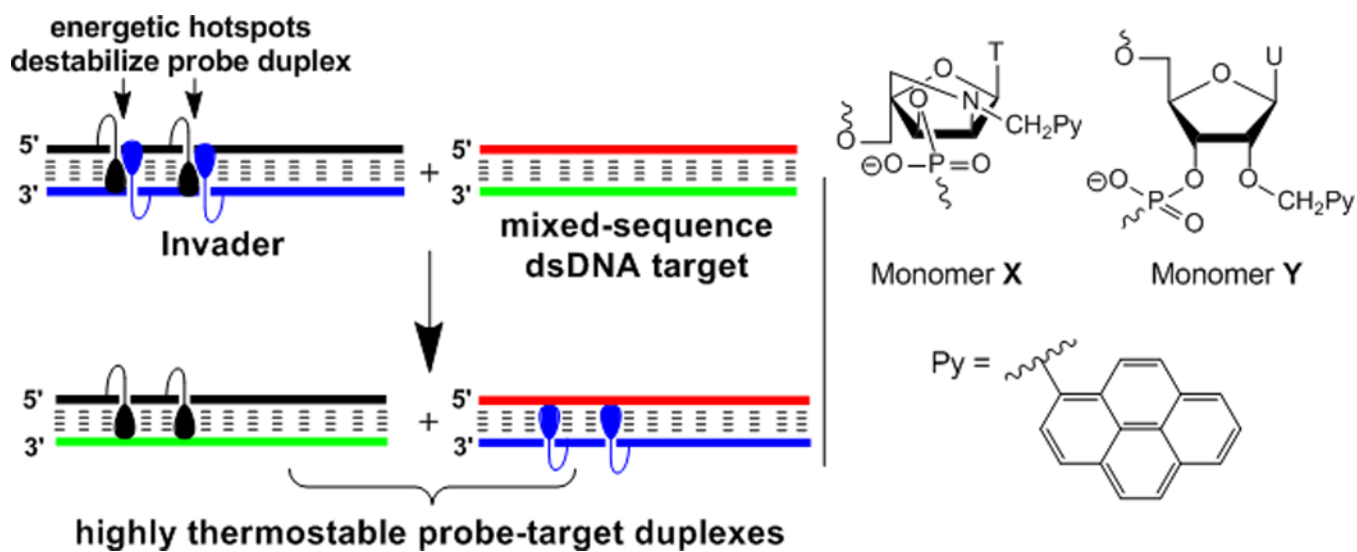 energetic hotspots
destabilize probe duplex
5'
3'
Invader
+
5'
3'
mixed-sequence
dsDNA target
5'
3'
+
5'
3'
highly thermostable probe-target duplexes
T
O
O
N
CH2Py
O
⊖O-P=O
Monomer X
O
U
O
⊖O
O
P
O
O
CH2Py
Monomer Y
Py =